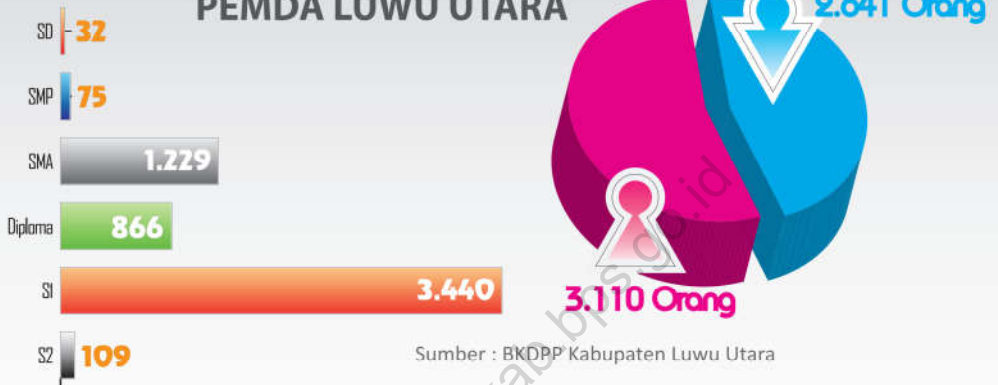 PEMDA LUWU UTARA
SD 32
SMP 75
SMA 1.229
Diploma 866
S1 3.440
S2 109
2.641 Orang
3.110 Orang
Sumber : BKDPP Kabupaten Luwu Utara